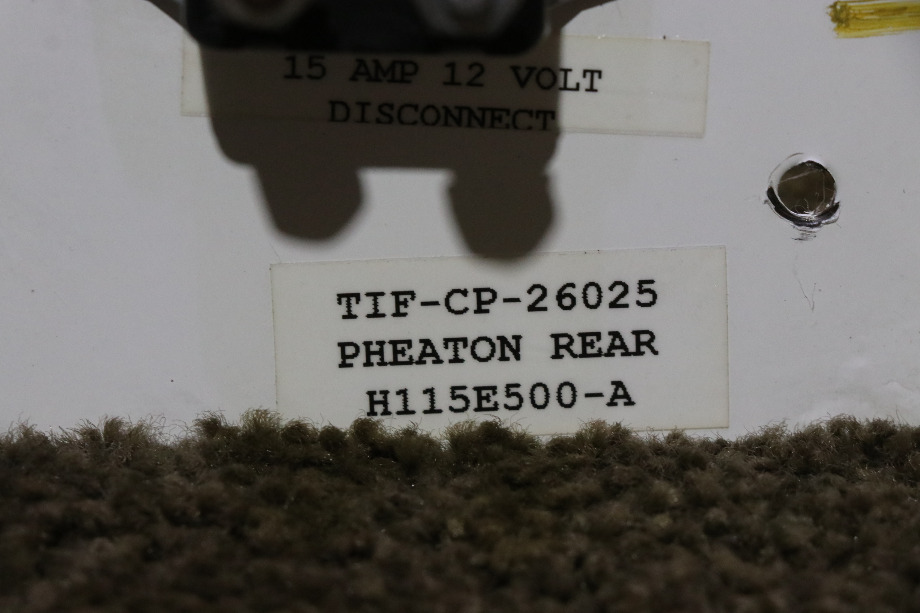 15 AMP 12 VOLT
DISCONNECT
TIF-CP-26025
PHEATON REAR
H115E500-A